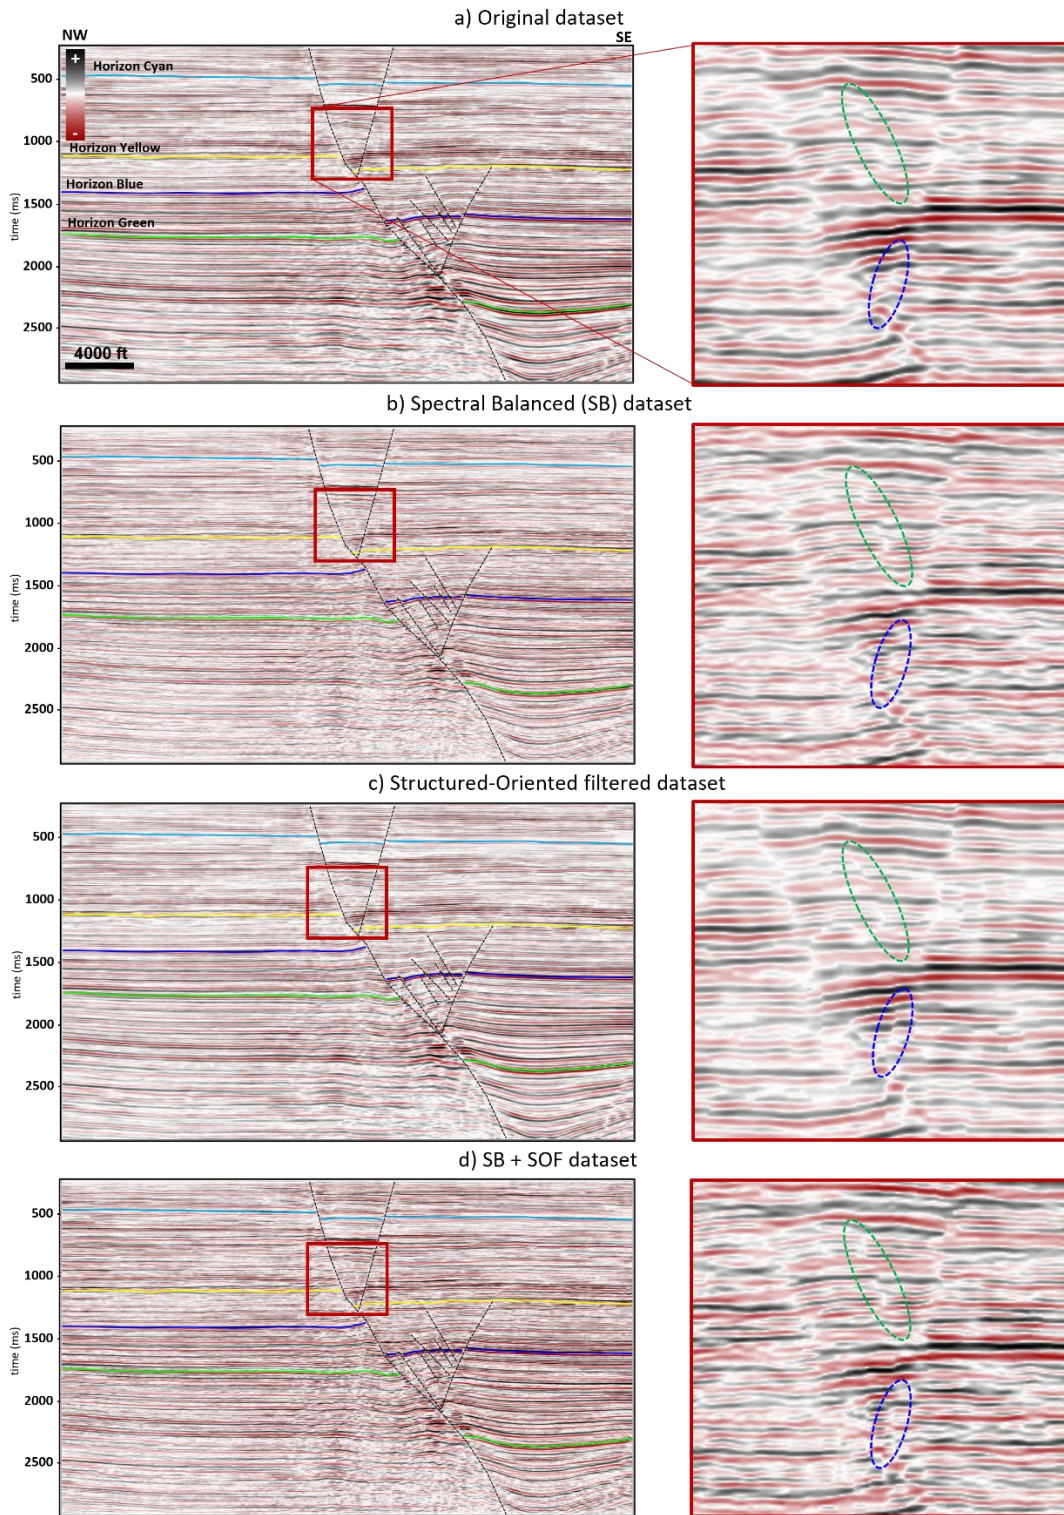 a) Original dataset
NW
SE
+
-
Horizon Cyan
500
1000
Horizon Yellow
Horizon Blue
1500
Horizon Green
time (ms)
2000
2500
4000 ft
b) Spectral Balanced (SB) dataset
500
1000
1500
time (ms)
2000
2500
c) Structured-Oriented filtered dataset
500
1000
1500
time (ms)
2000
2500
d) SB + SOF dataset
500
1000
1500
time (ms)
2000
2500